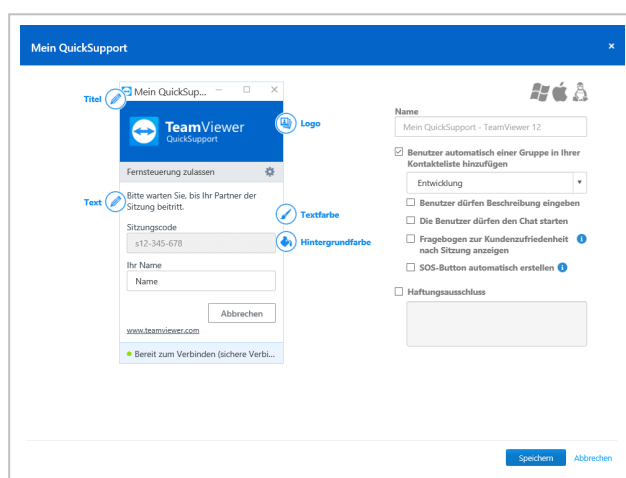 Mein QuickSupport
×
Titel
Mein QuickSup...
TeamViewer
QuickSupport
Logo
Fernsteuerung zulassen
Text
Bitte warten Sie, bis Ihr Partner der
Sitzung beitritt.
Textfarbe
Sitzungscode
s12-345-678
Hintergrundfarbe
Ihr Name
Name
Abbrechen
www.teamviewer.com
Bereit zum Verbinden (sichere Verbi...
Name
Mein QuickSupport - TeamViewer 12
Benutzer automatisch einer Gruppe in Ihrer
Kontakteliste hinzufügen
Entwicklung
Benutzer dürfen Beschreibung eingeben
Die Benutzer dürfen den Chat starten
Fragebogen zur Kundenzufriedenheit
nach Sitzung anzeigen
SOS-Button automatisch erstellen
Haftungsausschluss
Speichern
Abbrechen